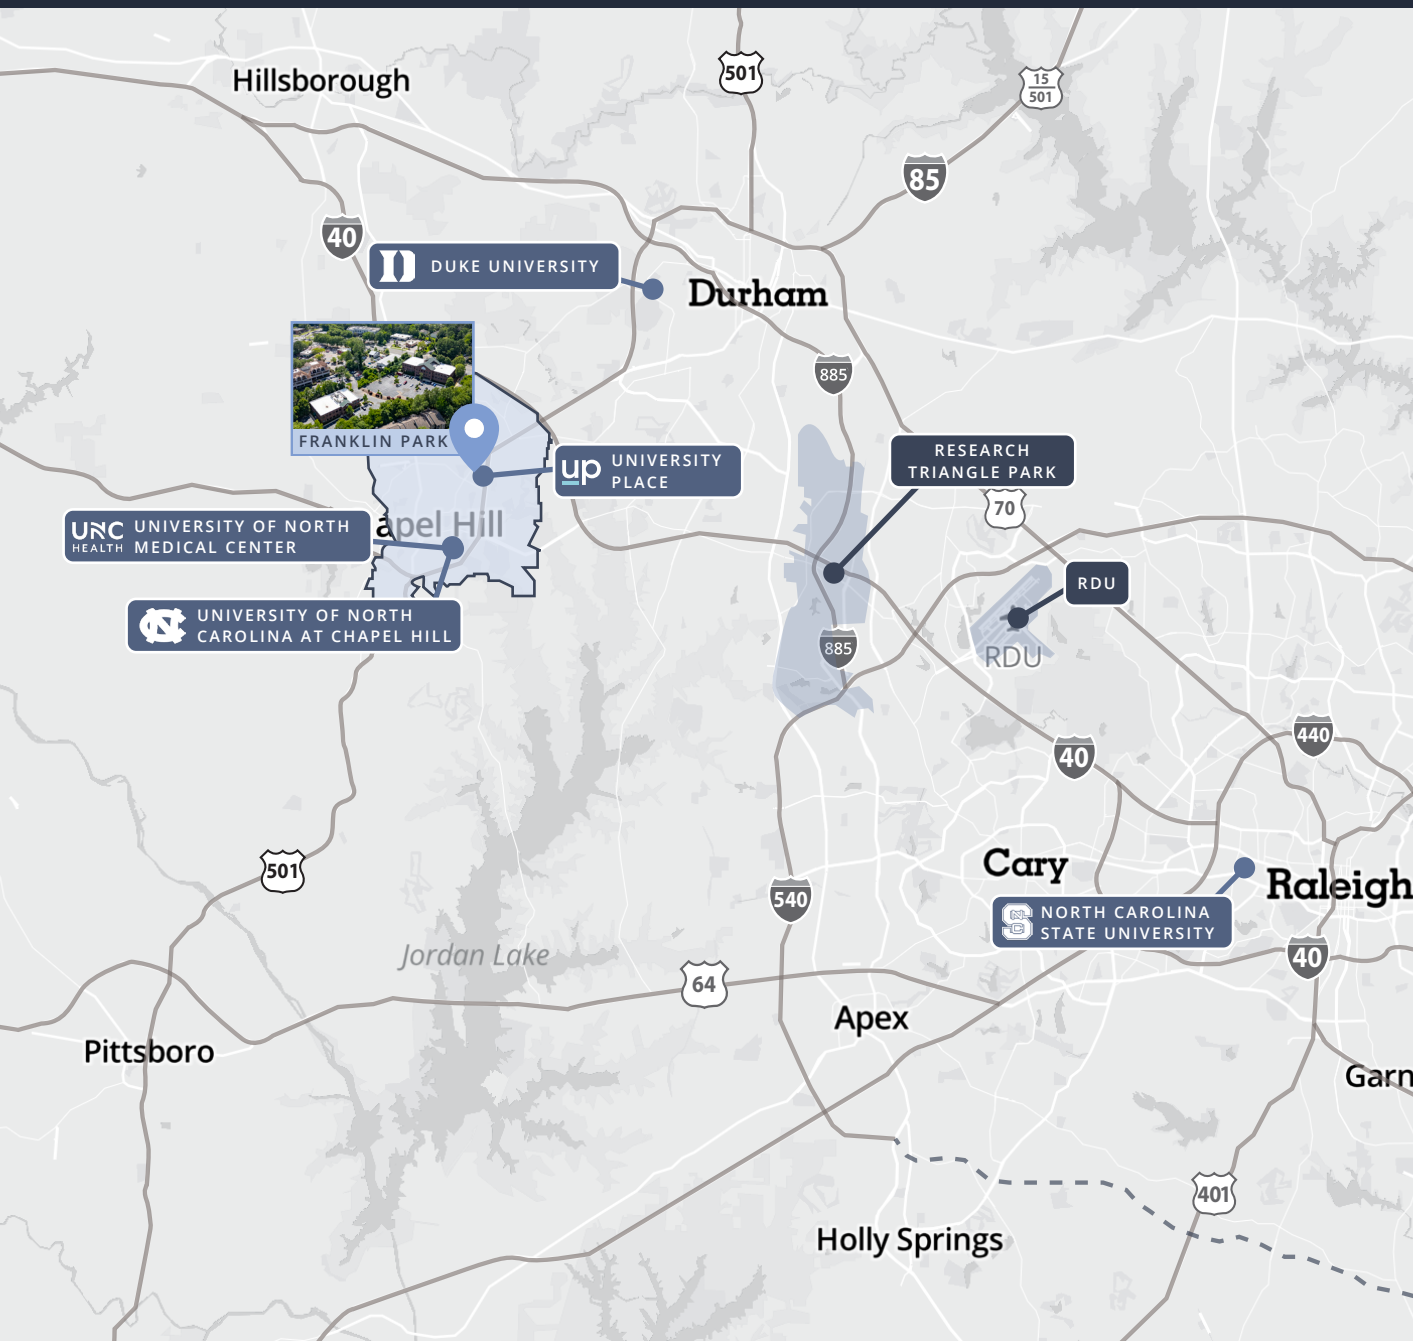 Hillsborough
501
15
501
85
40
DUKE UNIVERSITY
Durham
885
FRANKLIN PARK
up
UNIVERSITY
PLACE
RESEARCH
TRIANGLE PARK
70
apel Hill
UNC
HEALTH
UNIVERSITY OF NORTH
MEDICAL CENTER
RDU
UNIVERSITY OF NORTH
CAROLINA AT CHAPEL HILL
885
RDU
440
40
501
Cary
540
Raleigh
NC
S
NORTH CAROLINA
STATE UNIVERSITY
Jordan Lake
40
64
Apex
Pittsboro
Garn
401
Holly Springs